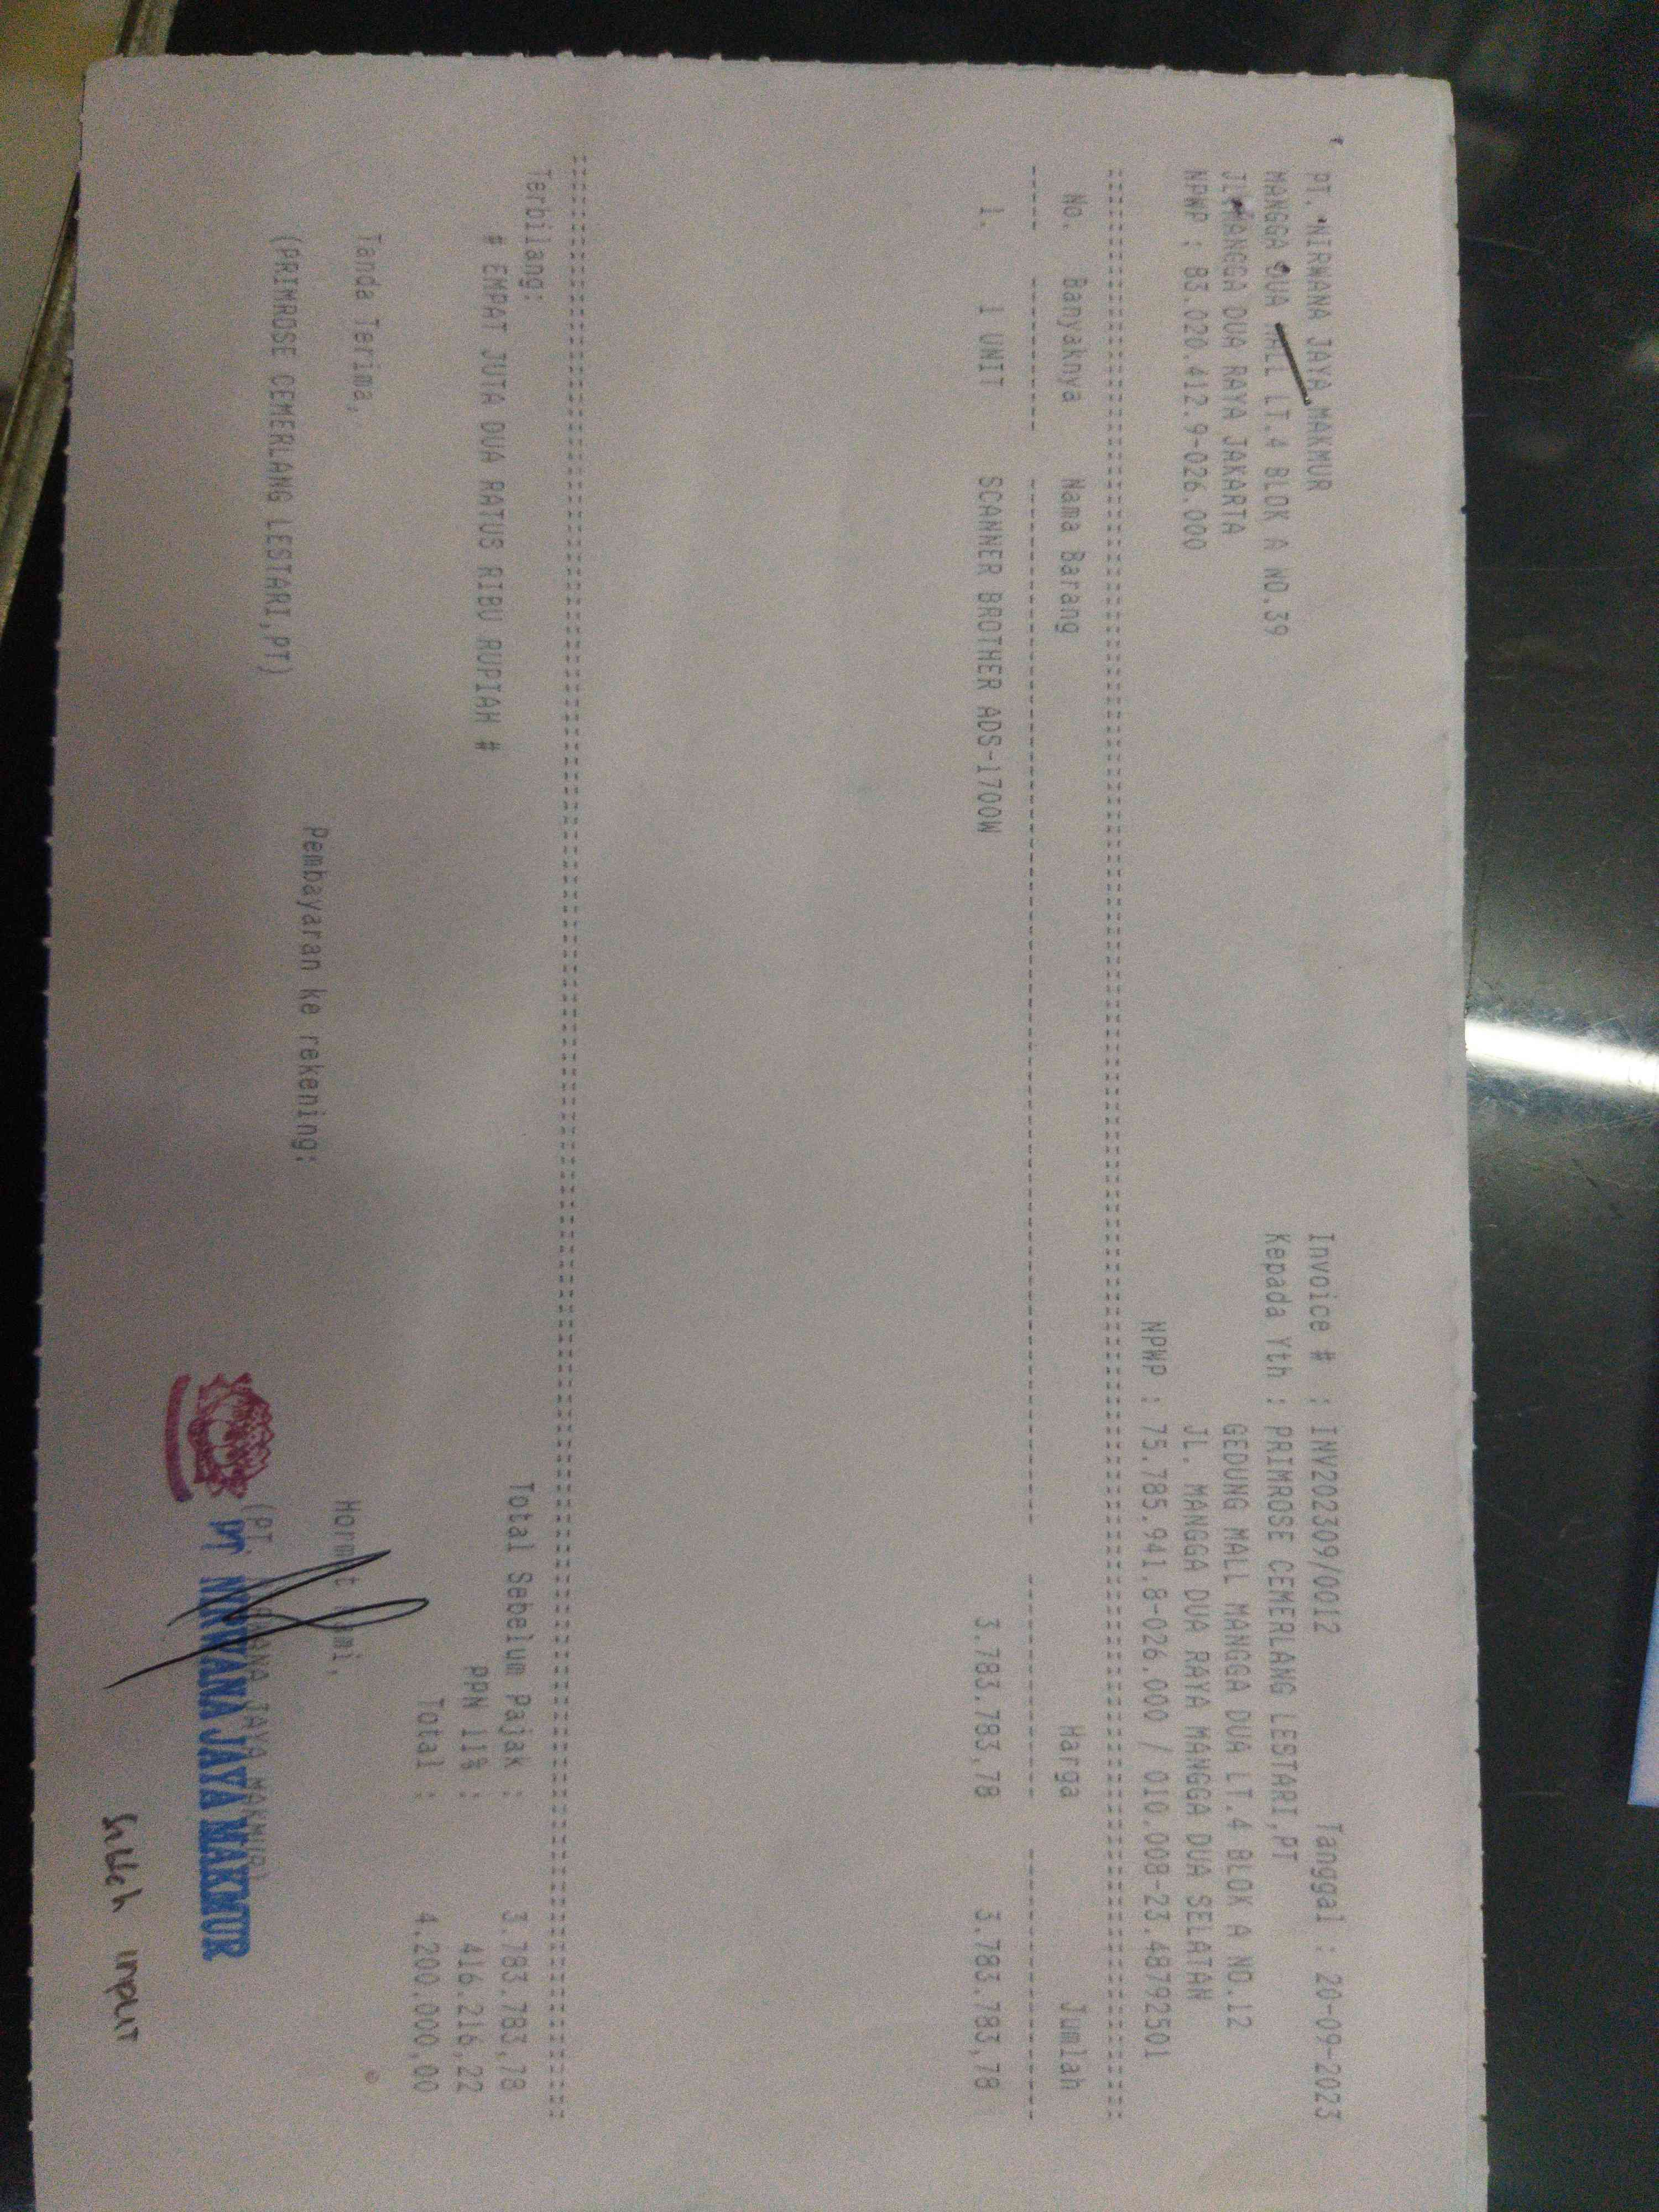 PT. NIRWANA JAYA MAKMUR
MANGGA DUA MALL LT.4 BLOK A NO.39
JL.MANGGA DUA RAYA JAKARTA
NPWP : 83.020.412.9-026.000
Invoice # : INV202309/0012 Tanggal : 20-09-2023
Kepada Yth : PRIMROSE CEMERLANG LESTARI,PT
GEDUNG MALL MANGGA DUA LT.4 BLOK A NO.12
JL. MANGGA DUA RAYA MANGGA DUA SELATAN
NPWP : 75.785.941.8-026.000 / 010.008-23.48792501
No. Banyaknya Nama Barang Harga Jumlah
1. 1 UNIT SCANNER BROTHER ADS-1700W 3.783.783,78 3.783.783,78
Terbilang:
# EMPAT JUTA DUA RATUS RIBU RUPIAH #
Total Sebelum Pajak : 3.783.783,78
PPN 11% : 416.216,22
Total : 4.200.000,00
Tanda Terima,
Hormat Kami,
Pembayaran ke rekening:
(PRIMROSE CEMERLANG LESTARI,PT)
(PT. NIRWANA JAYA MAKMUR)
PT NIRWANA JAYA MAKMUR
Sudah input